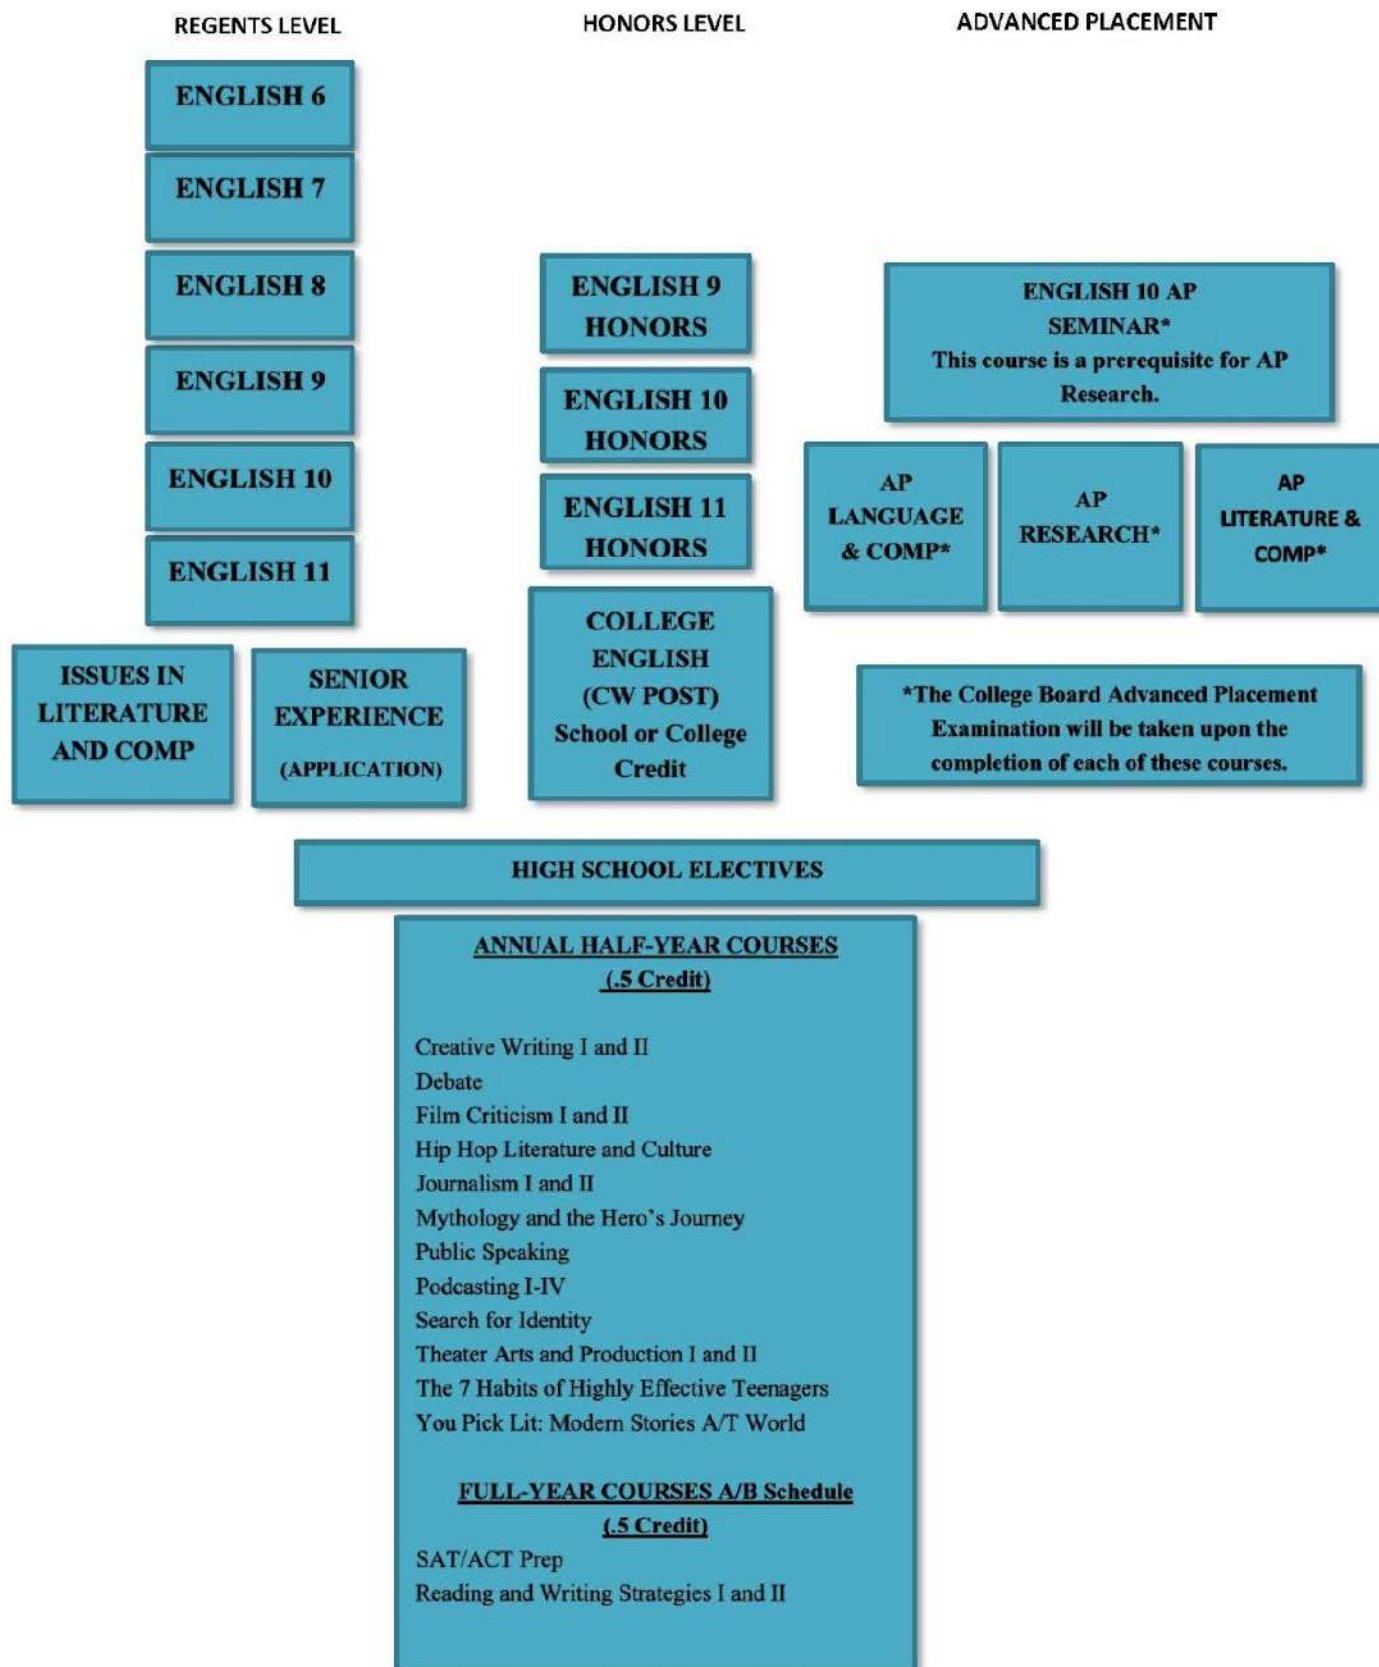 REGENTS LEVEL
HONORS LEVEL
ADVANCED PLACEMENT
ENGLISH 6
ENGLISH 7
ENGLISH 8
ENGLISH 9
ENGLISH 10
ENGLISH 11
ISSUES IN
LITERATURE
AND COMP
SENIOR
EXPERIENCE
(APPLICATION)
ENGLISH 9
HONORS
ENGLISH 10
HONORS
ENGLISH 11
HONORS
COLLEGE
ENGLISH
(CW POST)
School or College
Credit
ENGLISH 10 AP
SEMINAR*
This course is a prerequisite for AP
Research.
AP
LANGUAGE
& COMP*
AP
RESEARCH*
AP
LITERATURE &
COMP*
*The College Board Advanced Placement
Examination will be taken upon the
completion of each of these courses.
HIGH SCHOOL ELECTIVES
ANNUAL HALF-YEAR COURSES
(.5 Credit)
Creative Writing I and II
Debate
Film Criticism I and II
Hip Hop Literature and Culture
Journalism I and II
Mythology and the Hero's Journey
Public Speaking
Podcasting I-IV
Search for Identity
Theater Arts and Production I and II
The 7 Habits of Highly Effective Teenagers
You Pick Lit: Modern Stories A/T World
FULL-YEAR COURSES A/B Schedule
(.5 Credit)
SAT/ACT Prep
Reading and Writing Strategies I and II